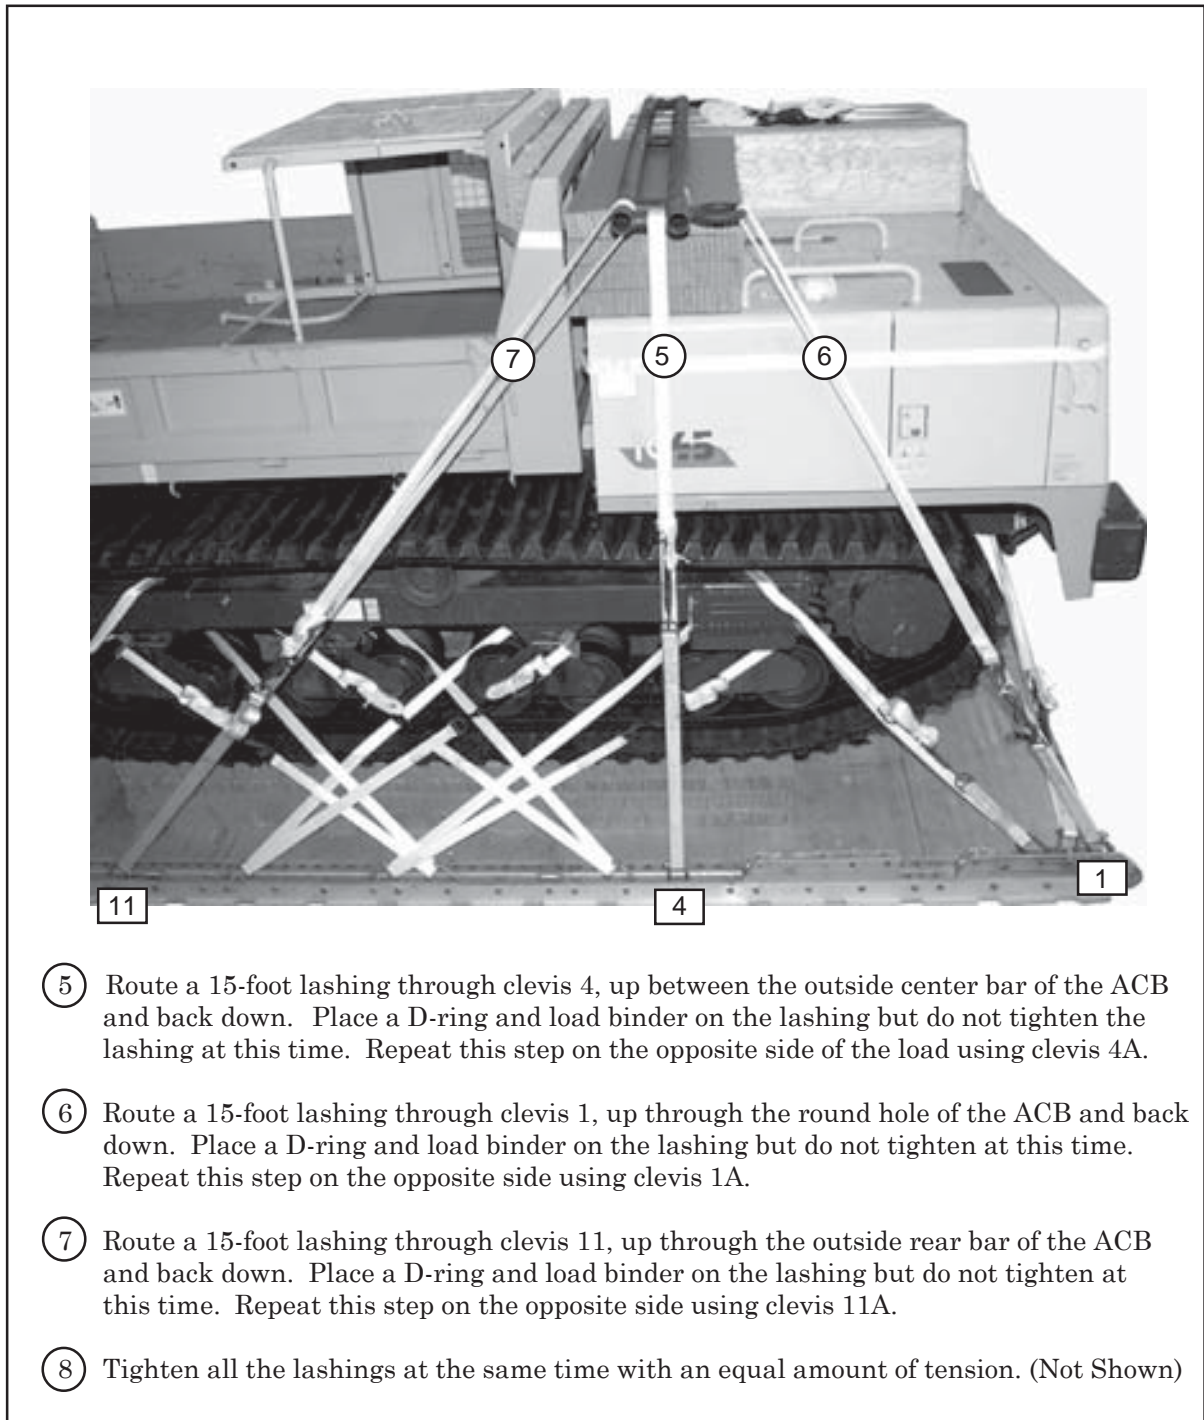 7
5
6
1
11
4
5 Route a 15-foot lashing through clevis 4, up between the outside center bar of the ACB
and back down. Place a D-ring and load binder on the lashing but do not tighten the
lashing at this time. Repeat this step on the opposite side of the load using clevis 4A.
6 Route a 15-foot lashing through clevis 1, up through the round hole of the ACB and back
down. Place a D-ring and load binder on the lashing but do not tighten at this time.
Repeat this step on the opposite side using clevis 1A.
7 Route a 15-foot lashing through clevis 11, up through the outside rear bar of the ACB
and back down. Place a D-ring and load binder on the lashing but do not tighten at
this time. Repeat this step on the opposite side using clevis 11A.
8 Tighten all the lashings at the same time with an equal amount of tension. (Not Shown)